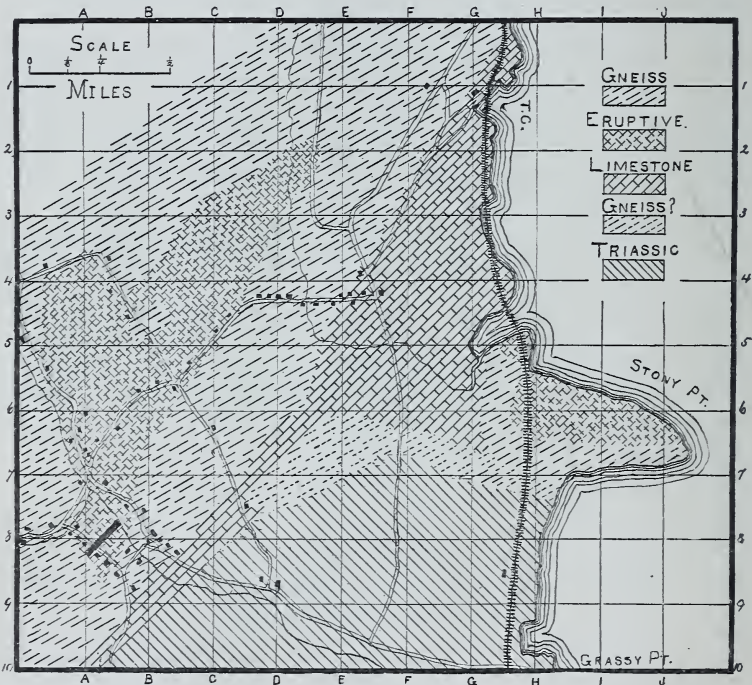 A B C D E F G H I J
SCALE
0 ⅛ ¼ ½
MILES
GNEISS
ERUPTIVE.
LIMESTONE
GNEISS?
TRIASSIC
T.C.
STONY PT.
GRASSY PT.
1 1
2 2
3 3
4 4
5 5
6 6
7 7
8 8
9 9
10 10
A B C D E F G H I J